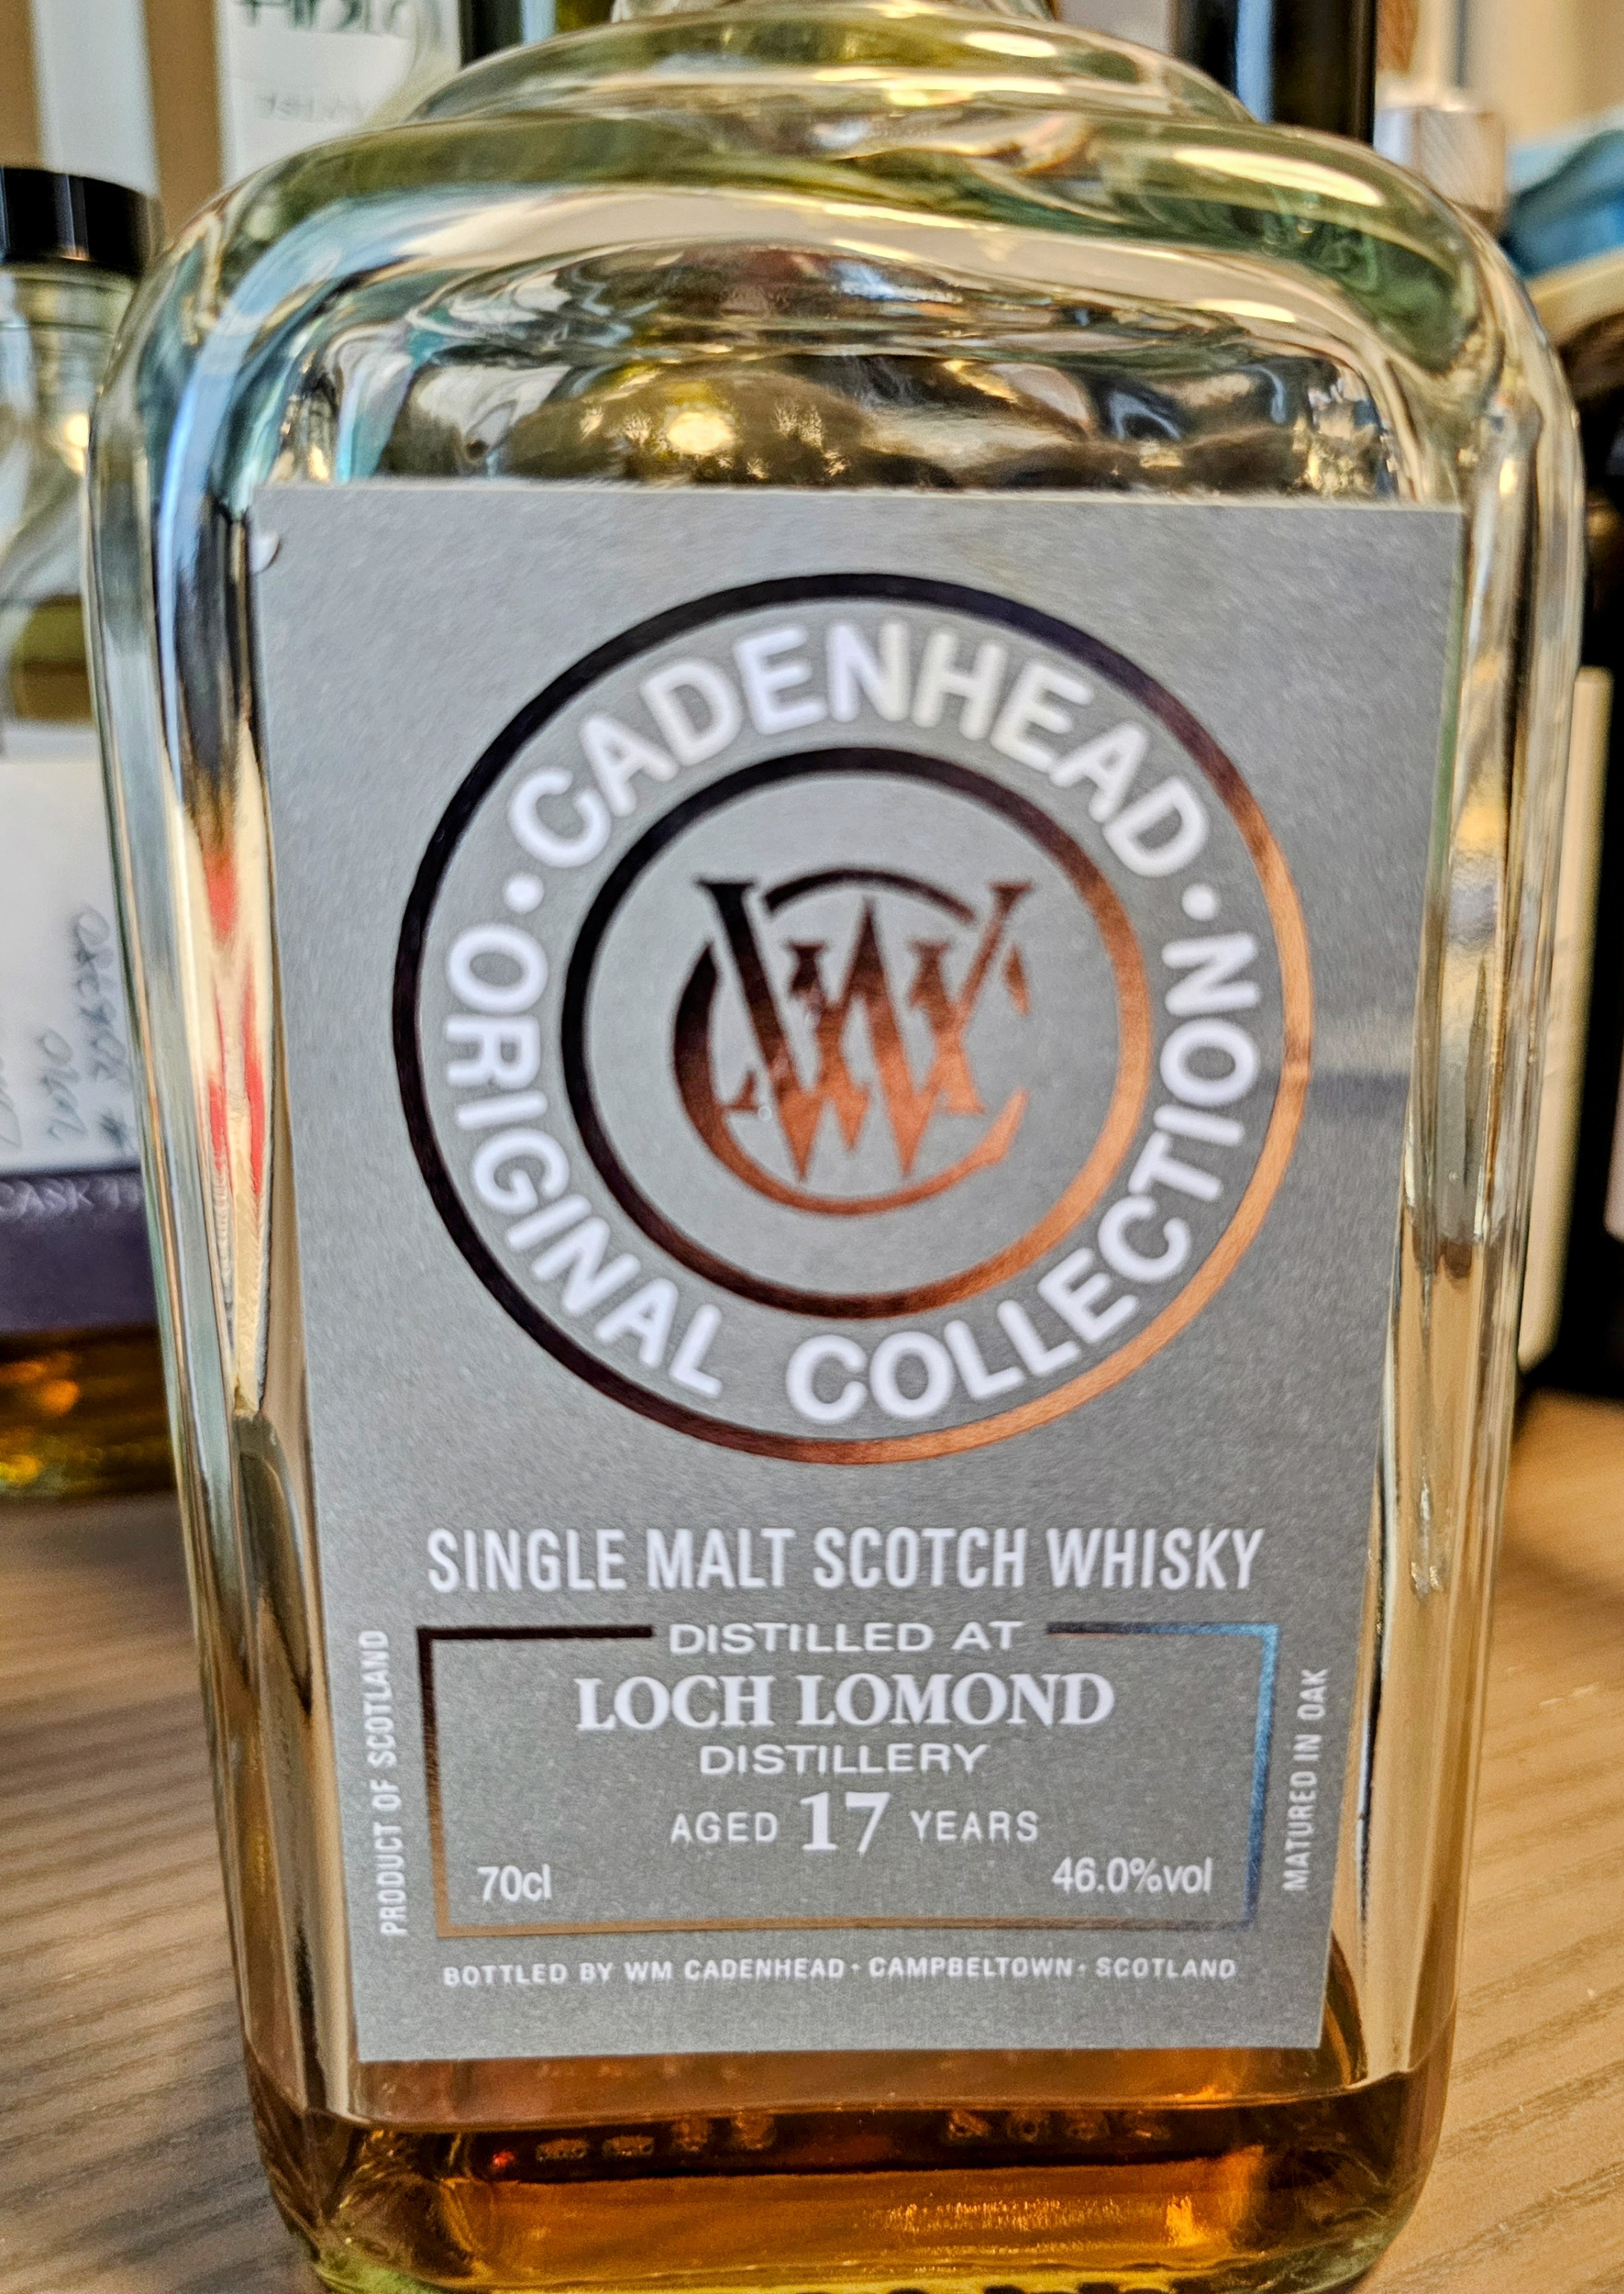 · CADENHEAD ·
ORIGINAL COLLECTION
WC
SINGLE MALT SCOTCH WHISKY
DISTILLED AT
LOCH LOMOND
DISTILLERY
AGED 17 YEARS
70cl
46.0%vol
PRODUCT OF SCOTLAND
MATURED IN OAK
BOTTLED BY WM CADENHEAD · CAMPBELTOWN · SCOTLAND
CASK